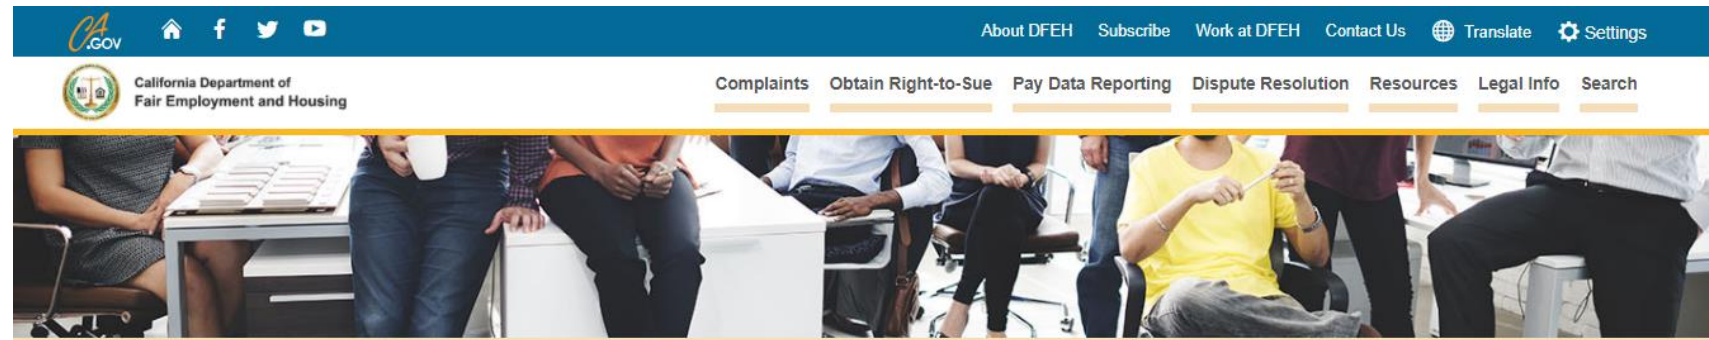 CA.GOV
About DFEH Subscribe Work at DFEH Contact Us Translate Settings
California Department of
Fair Employment and Housing
Complaints Obtain Right-to-Sue Pay Data Reporting Dispute Resolution Resources Legal Info Search